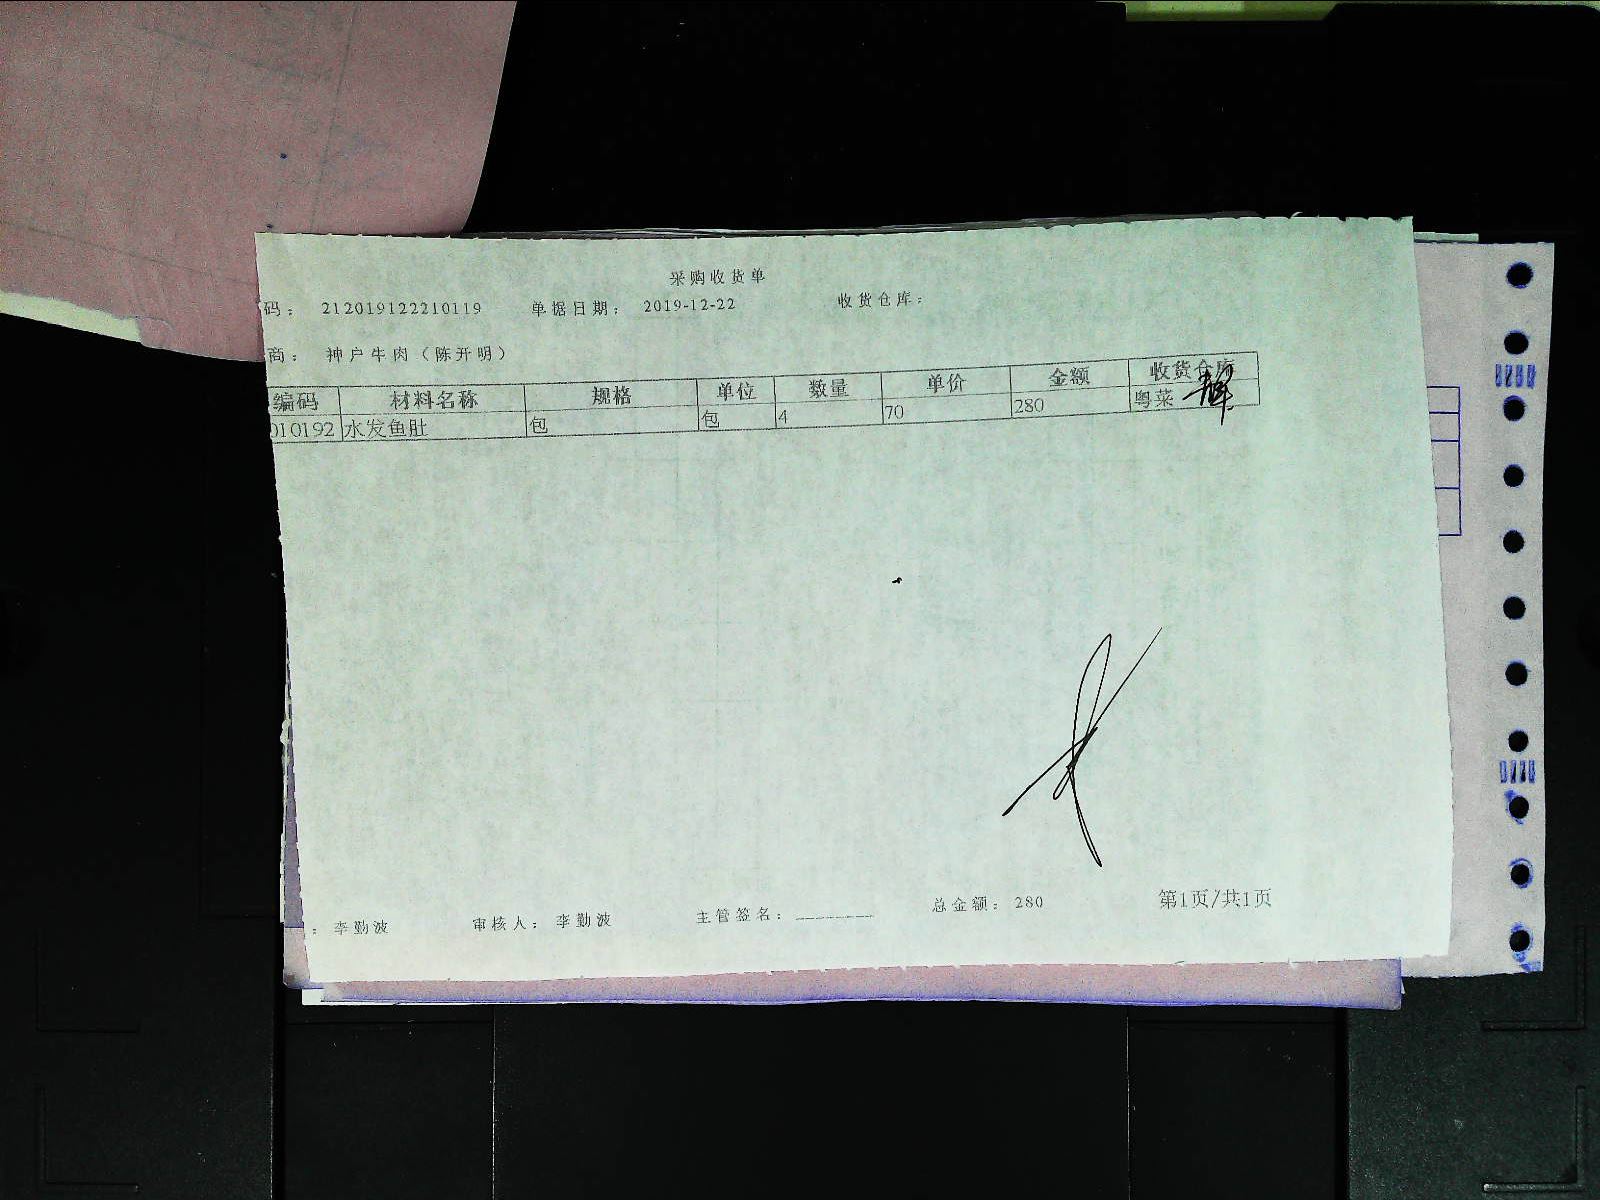 采购收货单
码： 212019122210119 单据日期： 2019-12-22 收货仓库：
商： 神户牛肉（陈开明）
编码 材料名称 规格 单位 数量 单价 金额 收货仓库
010192 水发鱼肚 包 包 4 70 280 粤菜
： 李勤波 审核人： 李勤波 主管签名： ________ 总金额： 280 第1页/共1页